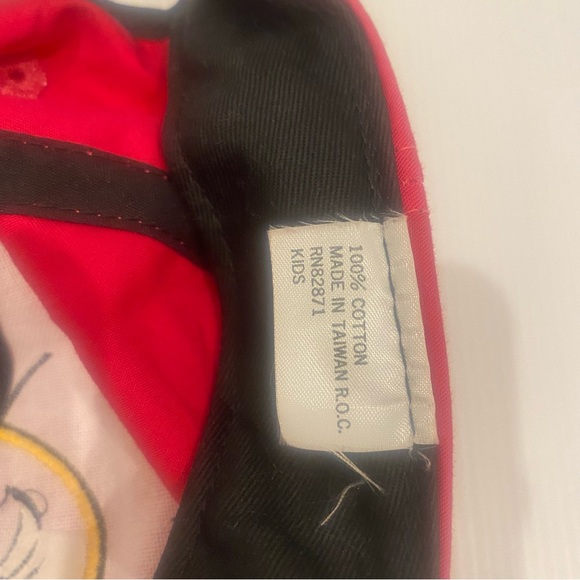 100% COTTON
MADE IN TAIWAN R.O.C.
RN82871
KIDS